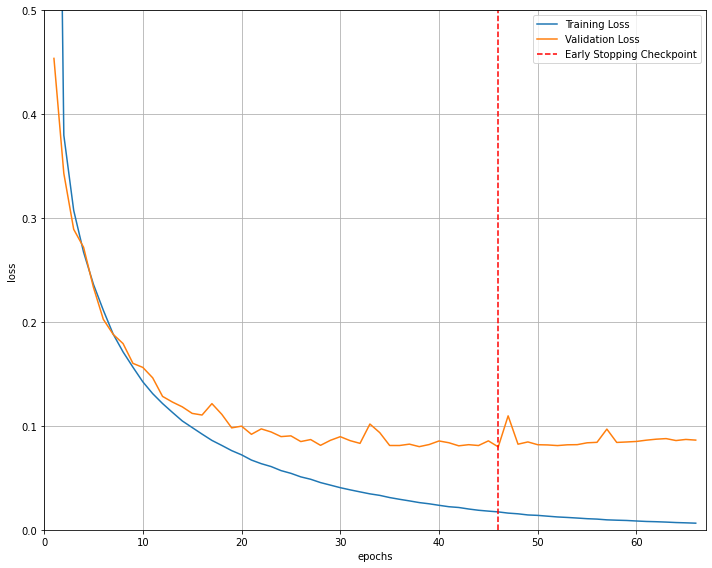 0.5
0.4
0.3
0.2
0.1
0.0
loss
0 10 20 30 40 50 60
epochs
Training Loss
Validation Loss
Early Stopping Checkpoint